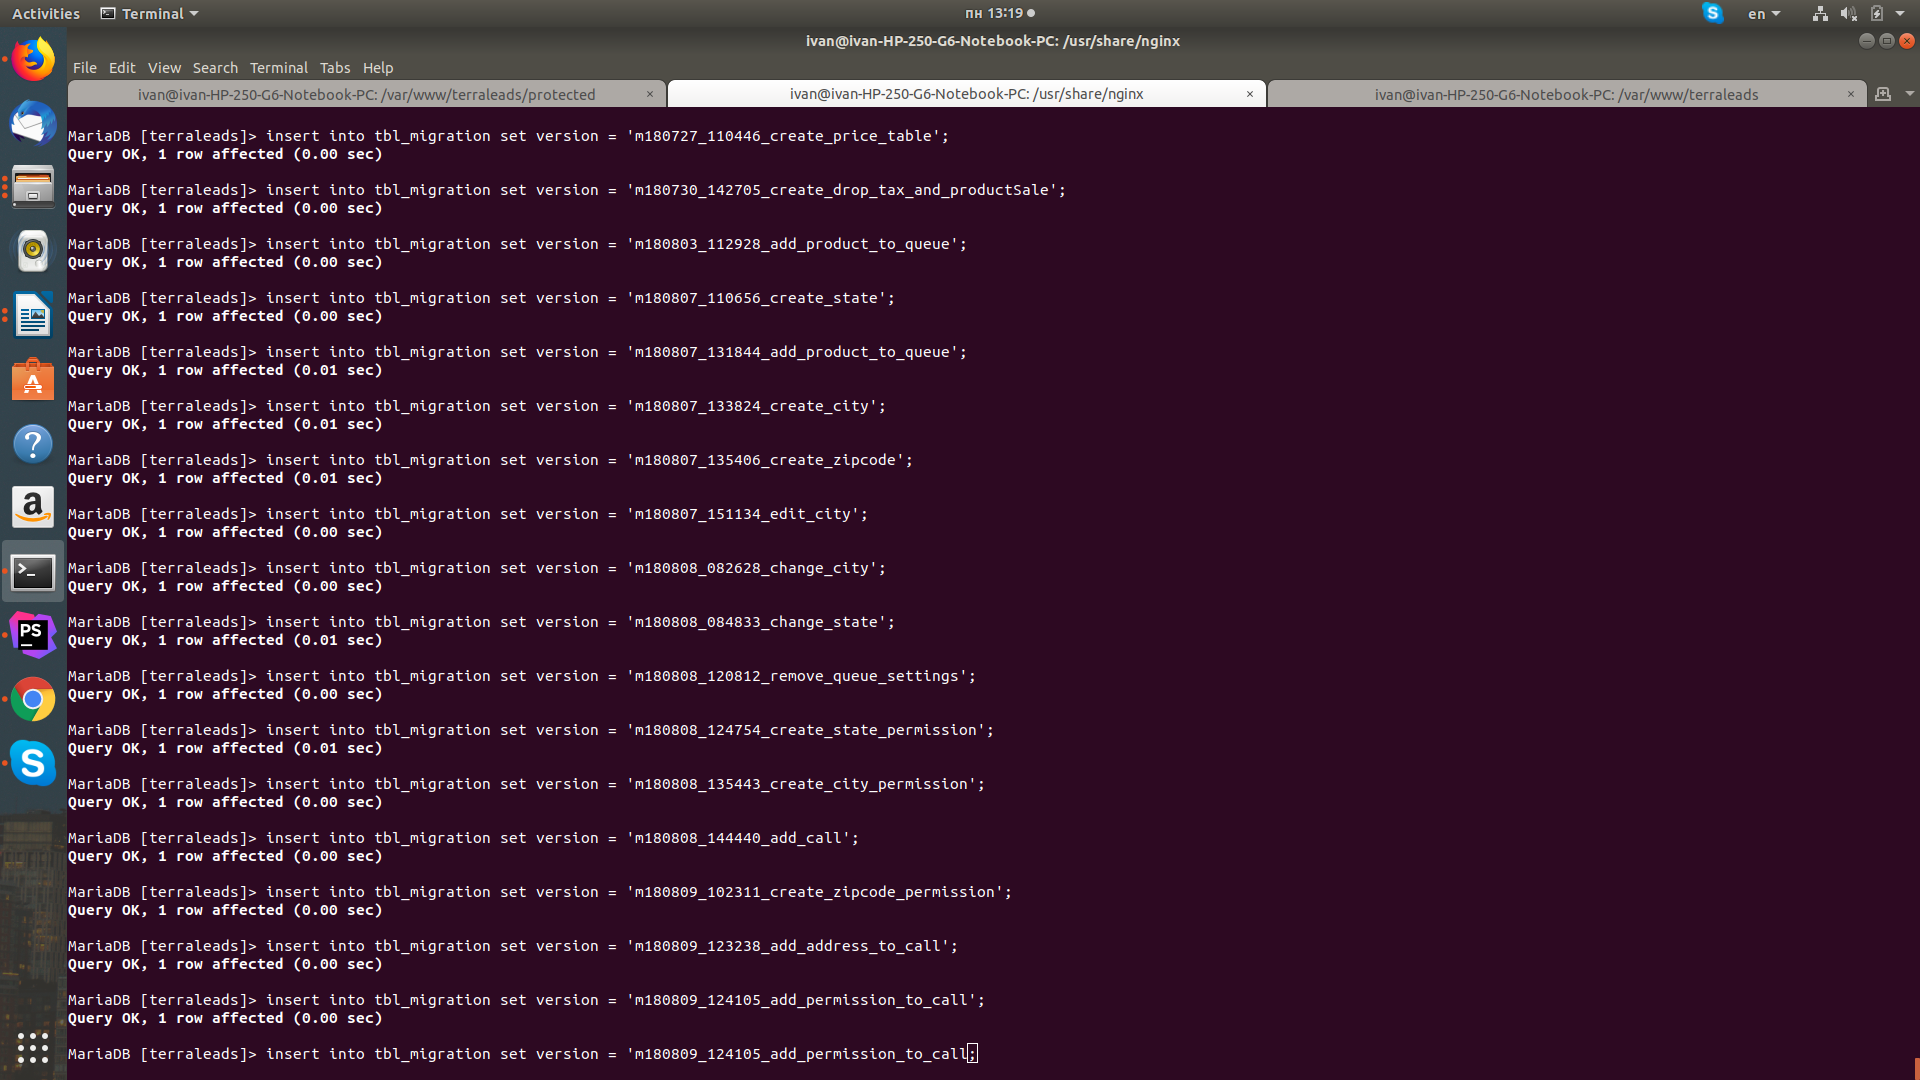 Activities Terminal пн 13:19 en
ivan@ivan-HP-250-G6-Notebook-PC: /usr/share/nginx
File Edit View Search Terminal Tabs Help
ivan@ivan-HP-250-G6-Notebook-PC: /var/www/terraleads/protected × ivan@ivan-HP-250-G6-Notebook-PC: /usr/share/nginx × ivan@ivan-HP-250-G6-Notebook-PC: /var/www/terraleads ×
MariaDB [terraleads]> insert into tbl_migration set version = 'm180727_110446_create_price_table';
Query OK, 1 row affected (0.00 sec)
MariaDB [terraleads]> insert into tbl_migration set version = 'm180730_142705_create_drop_tax_and_productSale';
Query OK, 1 row affected (0.00 sec)
MariaDB [terraleads]> insert into tbl_migration set version = 'm180803_112928_add_product_to_queue';
Query OK, 1 row affected (0.00 sec)
MariaDB [terraleads]> insert into tbl_migration set version = 'm180807_110656_create_state';
Query OK, 1 row affected (0.00 sec)
MariaDB [terraleads]> insert into tbl_migration set version = 'm180807_131844_add_product_to_queue';
Query OK, 1 row affected (0.01 sec)
MariaDB [terraleads]> insert into tbl_migration set version = 'm180807_133824_create_city';
Query OK, 1 row affected (0.01 sec)
MariaDB [terraleads]> insert into tbl_migration set version = 'm180807_135406_create_zipcode';
Query OK, 1 row affected (0.01 sec)
MariaDB [terraleads]> insert into tbl_migration set version = 'm180807_151134_edit_city';
Query OK, 1 row affected (0.00 sec)
MariaDB [terraleads]> insert into tbl_migration set version = 'm180808_082628_change_city';
Query OK, 1 row affected (0.00 sec)
MariaDB [terraleads]> insert into tbl_migration set version = 'm180808_084833_change_state';
Query OK, 1 row affected (0.01 sec)
MariaDB [terraleads]> insert into tbl_migration set version = 'm180808_120812_remove_queue_settings';
Query OK, 1 row affected (0.00 sec)
MariaDB [terraleads]> insert into tbl_migration set version = 'm180808_124754_create_state_permission';
Query OK, 1 row affected (0.01 sec)
MariaDB [terraleads]> insert into tbl_migration set version = 'm180808_135443_create_city_permission';
Query OK, 1 row affected (0.00 sec)
MariaDB [terraleads]> insert into tbl_migration set version = 'm180808_144440_add_call';
Query OK, 1 row affected (0.00 sec)
MariaDB [terraleads]> insert into tbl_migration set version = 'm180809_102311_create_zipcode_permission';
Query OK, 1 row affected (0.00 sec)
MariaDB [terraleads]> insert into tbl_migration set version = 'm180809_123238_add_address_to_call';
Query OK, 1 row affected (0.00 sec)
MariaDB [terraleads]> insert into tbl_migration set version = 'm180809_124105_add_permission_to_call';
Query OK, 1 row affected (0.00 sec)
MariaDB [terraleads]> insert into tbl_migration set version = 'm180809_124105_add_permission_to_call;